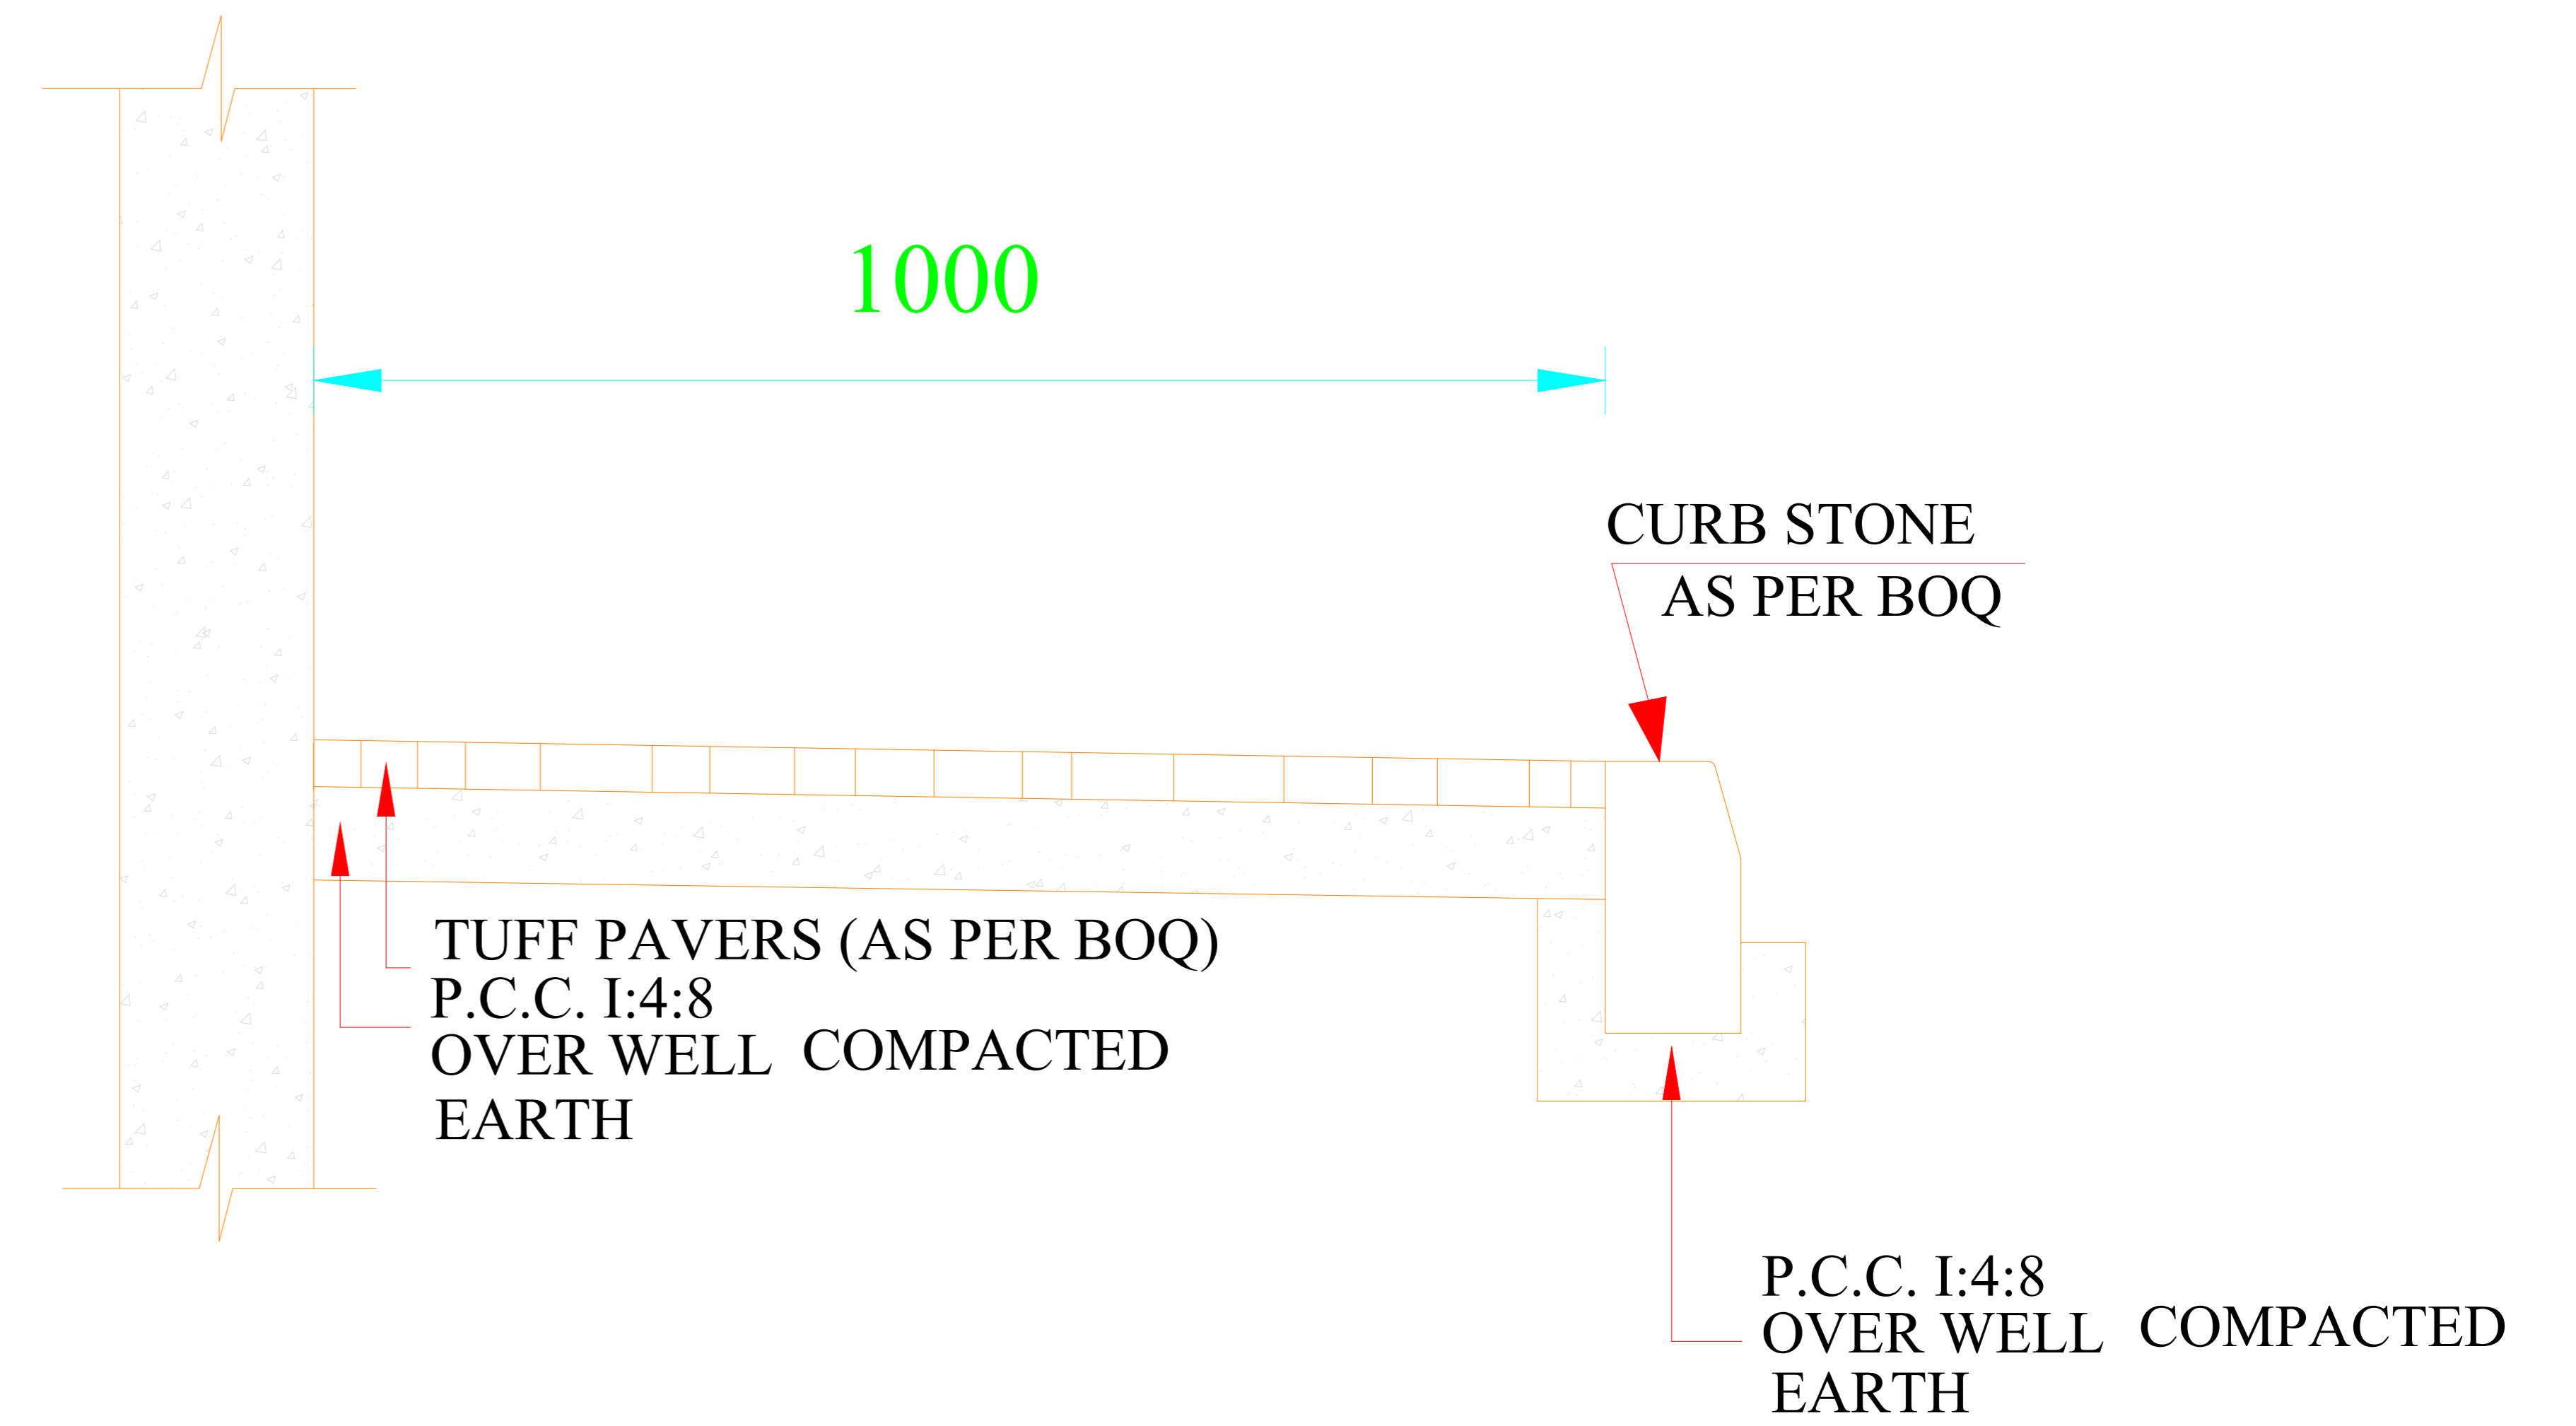 1000
CURB STONE
AS PER BOQ
TUFF PAVERS (AS PER BOQ)
P.C.C. I:4:8
OVER WELL COMPACTED
EARTH
P.C.C. I:4:8
OVER WELL COMPACTED
EARTH